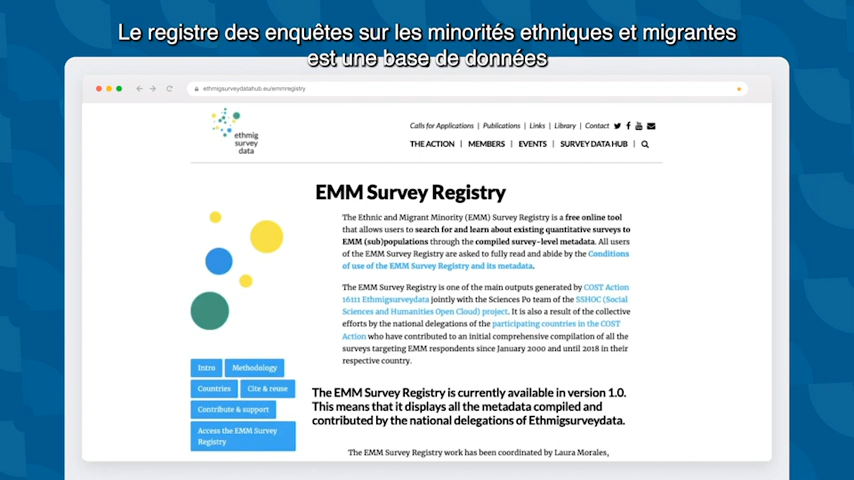 Le registre des enquêtes sur les minorités ethniques et migrantes
est une base de données
ethmigsurveydatahub.eu/emmregistry
ethmig
survey
data
Calls for Applications | Publications | Links | Library | Contact
THE ACTION | MEMBERS | EVENTS | SURVEY DATA HUB |
EMM Survey Registry
The Ethnic and Migrant Minority (EMM) Survey Registry is a free online tool
that allows users to search for and learn about existing quantitative surveys to
EMM (sub)populations through the compiled survey-level metadata. All users
of the EMM Survey Registry are asked to fully read and abide by the Conditions
of use of the EMM Survey Registry and its metadata.
The EMM Survey Registry is one of the main outputs generated by COST Action
16111 Ethmigsurveydata jointly with the Sciences Po team of the SSHOC (Social
Sciences and Humanities Open Cloud) project. It is also a result of the collective
efforts by the national delegations of the participating countries in the COST
Action who have contributed to an initial comprehensive compilation of all the
surveys targeting EMM respondents since January 2000 and until 2018 in their
respective country.
Intro
Methodology
Countries
Cite & reuse
Contribute & support
Access the EMM Survey
Registry
The EMM Survey Registry is currently available in version 1.0.
This means that it displays all the metadata compiled and
contributed by the national delegations of Ethmigsurveydata.
The EMM Survey Registry work has been coordinated by Laura Morales,